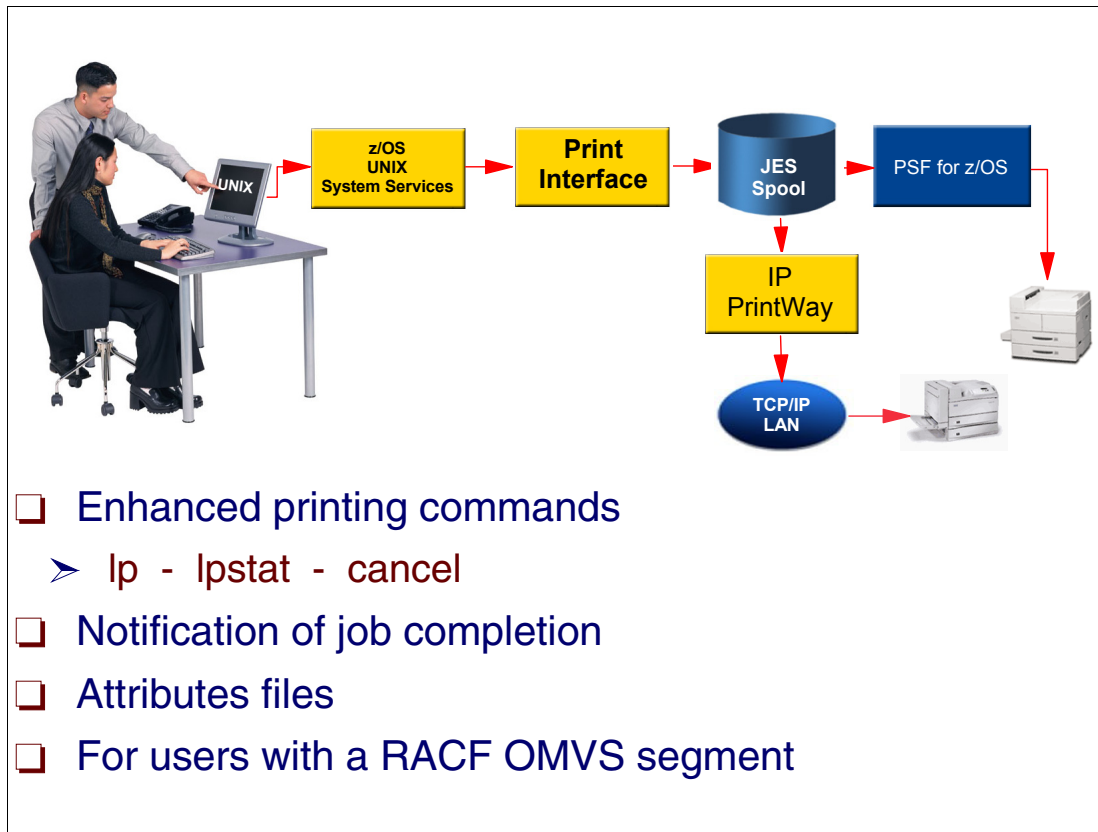 UNIX
z/OS
UNIX
System Services
Print
Interface
JES
Spool
PSF for z/OS
IP
PrintWay
TCP/IP
LAN
Enhanced printing commands
lp - lpstat - cancel
Notification of job completion
Attributes files
For users with a RACF OMVS segment